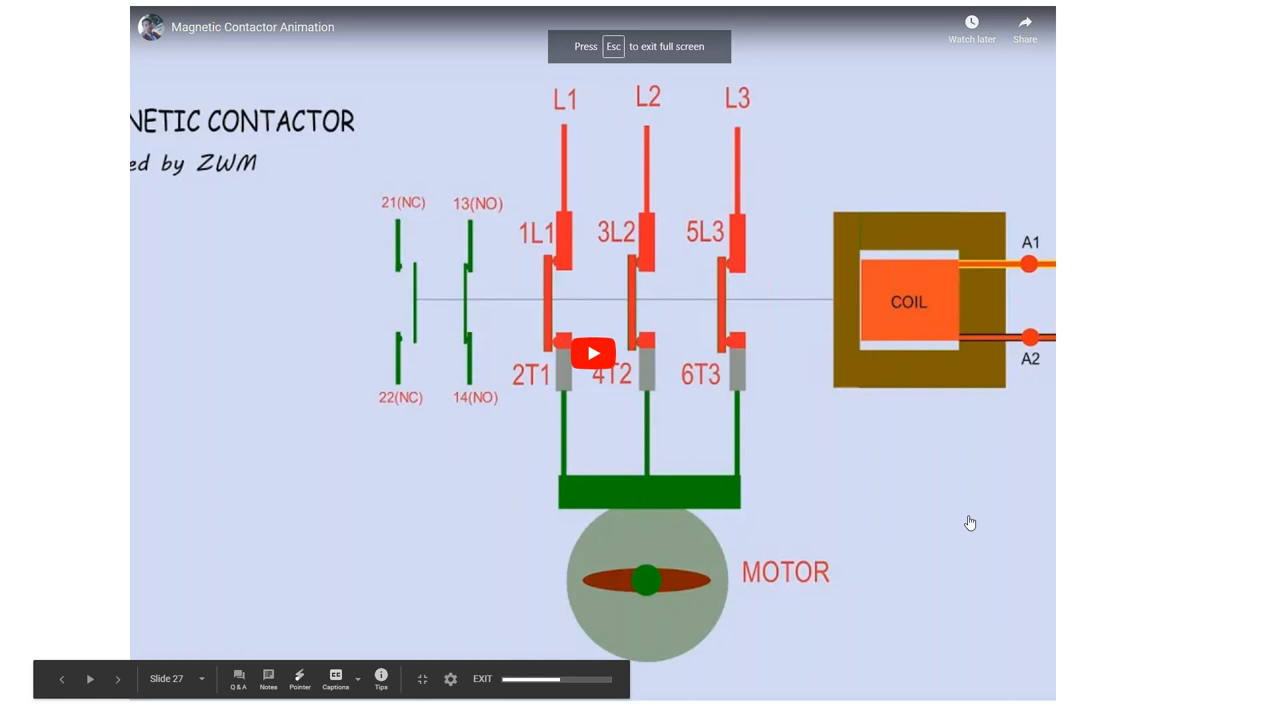 Magnetic Contactor Animation
Watch later
Share
Press Esc to exit full screen
NETIC CONTACTOR
ed by ZWM
L1 L2 L3
21(NC) 13(NO)
1L1 3L2 5L3
A1
COIL
A2
2T1 4T2 6T3
22(NC) 14(NO)
MOTOR
Slide 27
Q & A
Notes
Pointer
CC
Captions
Tips
EXIT